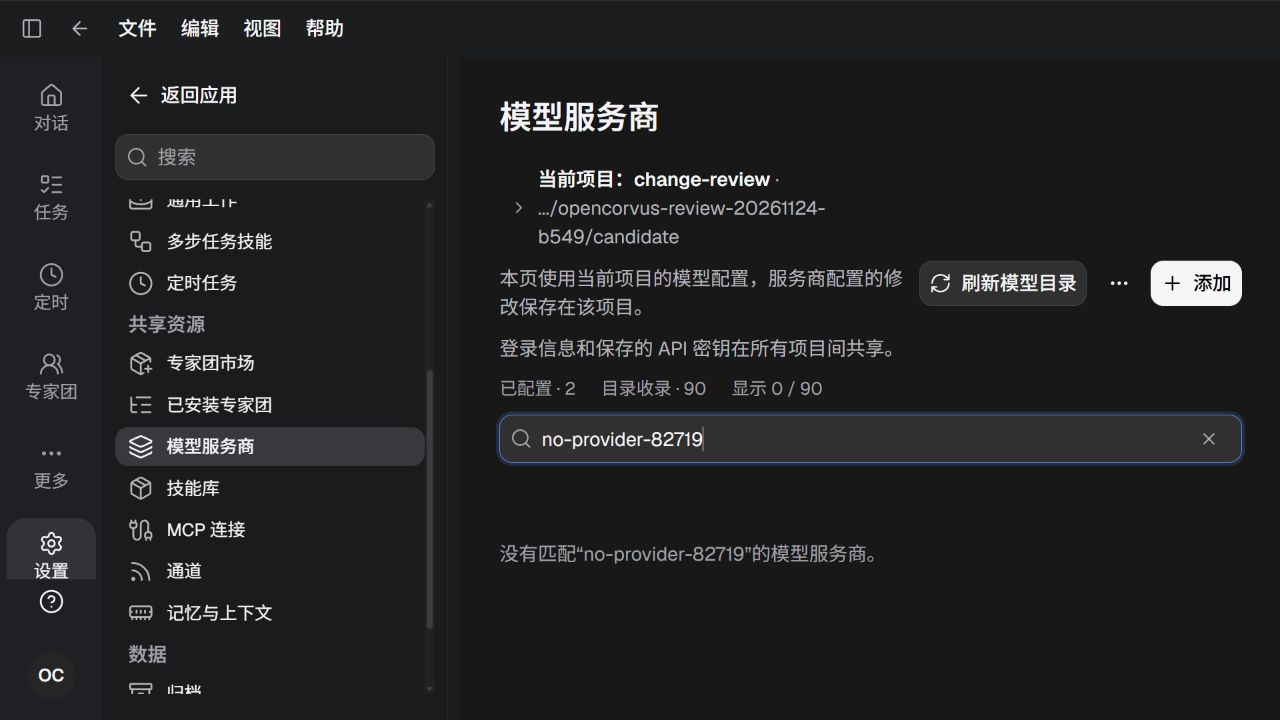 文件 编辑 视图 帮助
对话
任务
定时
专家团
更多
设置
OC
返回应用
搜索
通用工作
多步任务技能
定时任务
共享资源
专家团市场
已安装专家团
模型服务商
技能库
MCP 连接
通道
记忆与上下文
数据
归档
模型服务商
当前项目：change-review ·
.../opencorvus-review-20261124-
b549/candidate
本页使用当前项目的模型配置，服务商配置的修
改保存在该项目。
刷新模型目录
添加
登录信息和保存的 API 密钥在所有项目间共享。
已配置 · 2 目录收录 · 90 显示 0 / 90
no-provider-82719
没有匹配“no-provider-82719”的模型服务商。